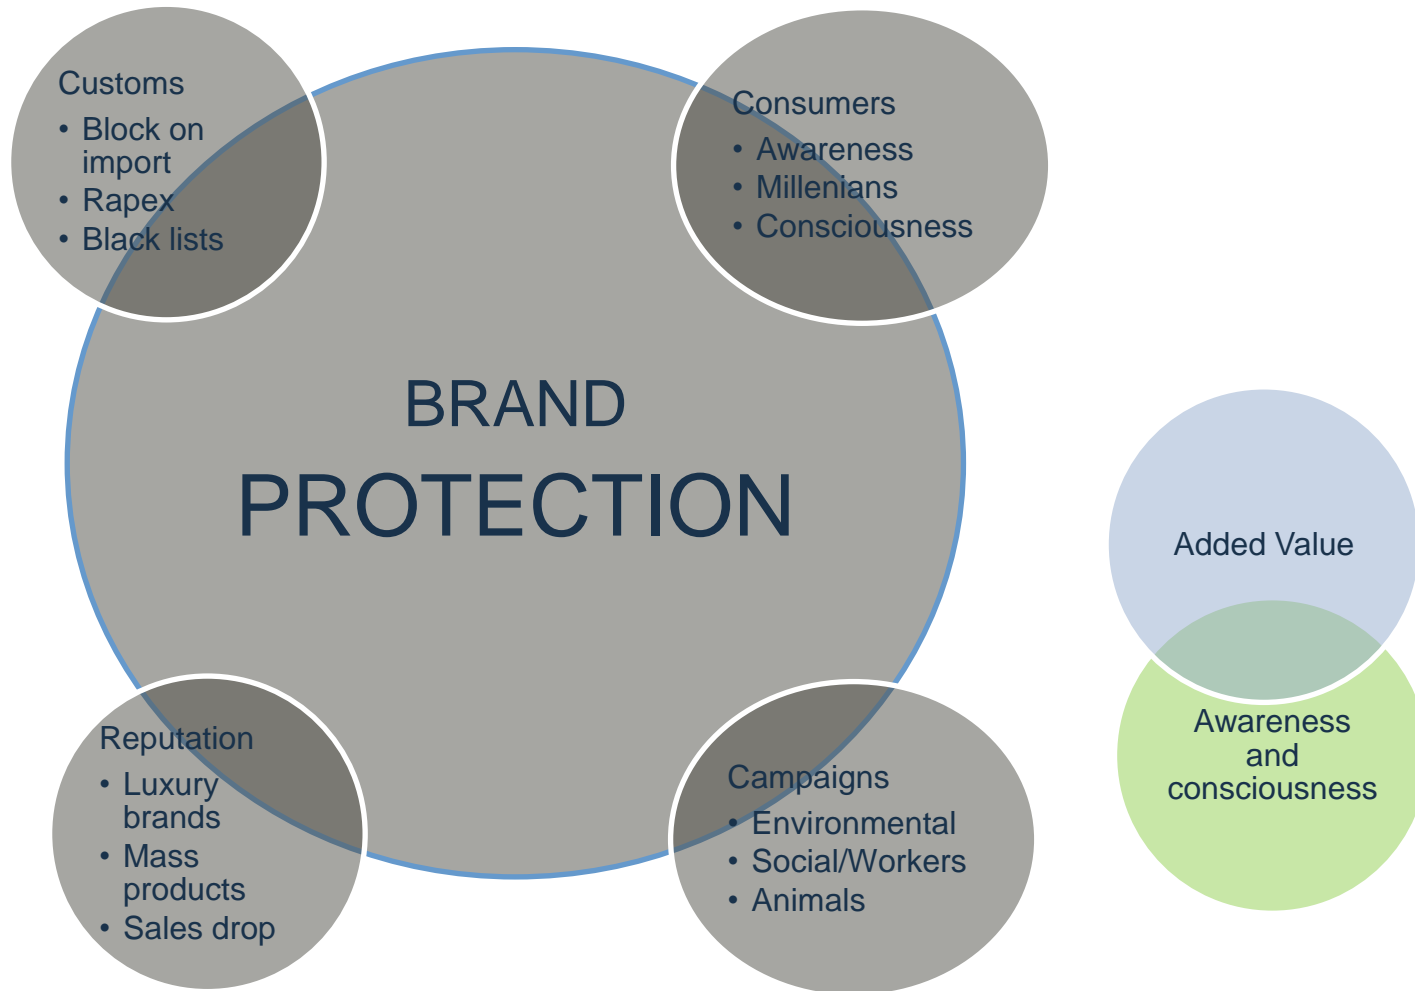 Customs
• Block on
import
• Rapex
• Black lists
Consumers
• Awareness
• Millenians
• Consciousness
BRAND
PROTECTION
Reputation
• Luxury
brands
• Mass
products
• Sales drop
Campaigns
• Environmental
• Social/Workers
• Animals
Added Value
Awareness
and
consciousness